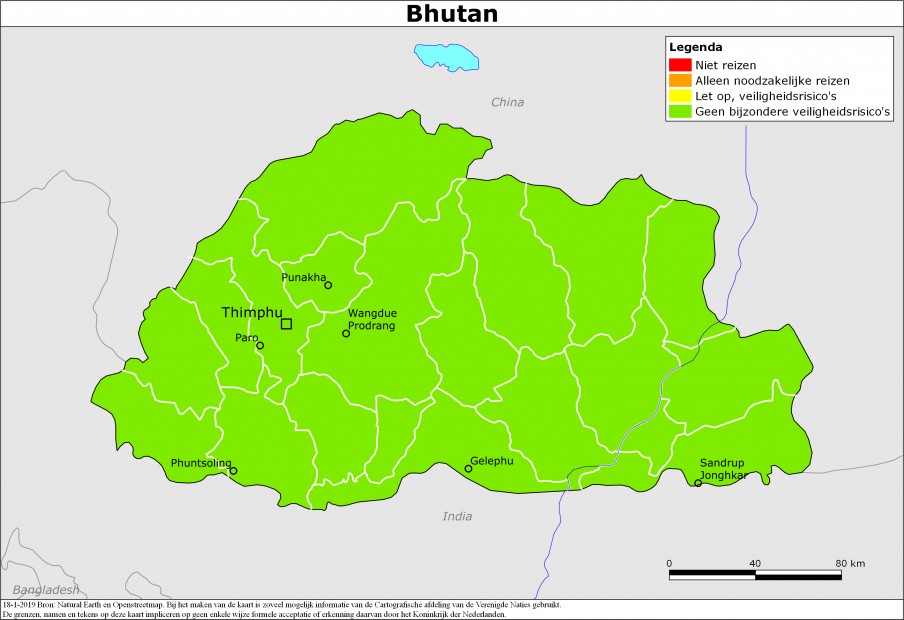 Bhutan
Legenda
Niet reizen
Alleen noodzakelijke reizen
Let op, veiligheidsrisico's
Geen bijzondere veiligheidsrisico's
China
Punakha
Thimphu
Wangdue
Prodrang
Paro
Phuntsoling
Gelephu
Sandrup
Jonghkar
India
0 40 80 km
Bangladesh
18-1-2019 Bron: Natural Earth en Openstreetmap. Bij het maken van de kaart is zoveel mogelijk informatie van de Cartografische afdeling van de Verenigde Naties gebruikt.
De grenzen, namen en tekens op deze kaart impliceren op geen enkele wijze formele acceptatie of erkenning daarvan door het Koninkrijk der Nederlanden.